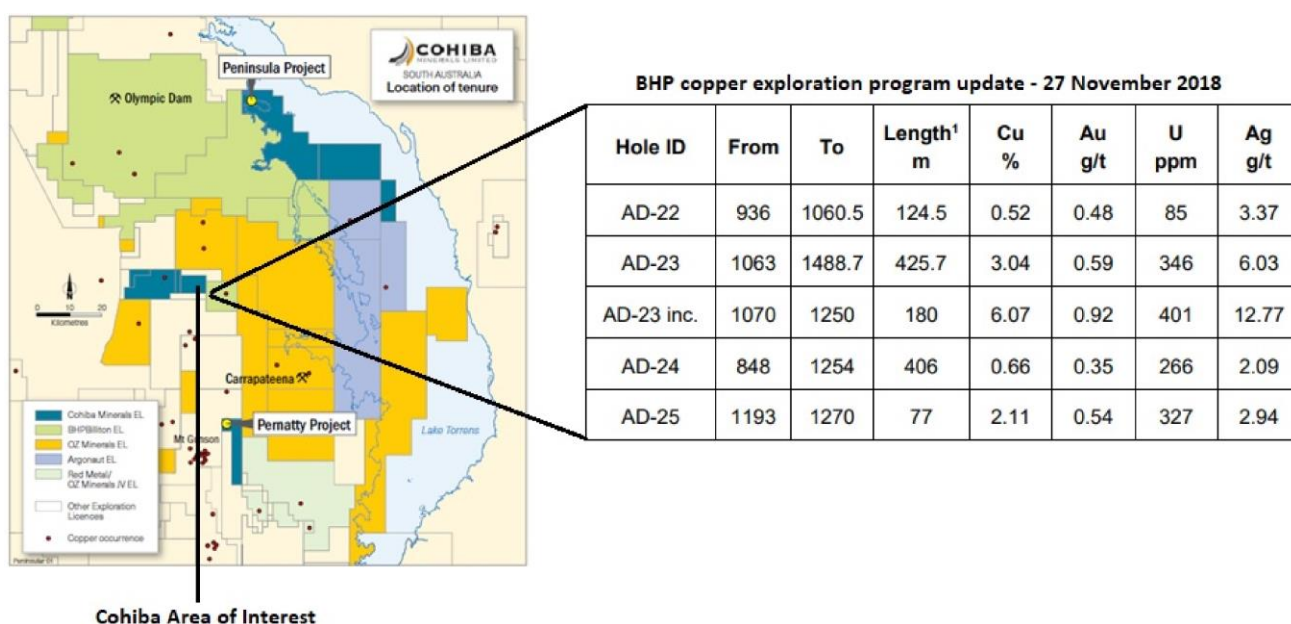 COHIBA
MINERALS LIMITED
SOUTH AUSTRALIA
Location of tenure
Peninsula Project
Olympic Dam
N
0 10 20
Kilometres
Carrapateena
Pernatty Project
Mt Gunson
Lake Torrens
Cohiba Minerals EL
BHPBilliton EL
OZ Minerals EL
Argonaut EL
Red Metal/
OZ Minerals JV EL
Other Exploration
Licences
Copper occurrence
Peninsular 01
Cohiba Area of Interest
BHP copper exploration program update - 27 November 2018
Hole ID From To Length¹ m Cu % Au g/t U ppm Ag g/t
AD-22 936 1060.5 124.5 0.52 0.48 85 3.37
AD-23 1063 1488.7 425.7 3.04 0.59 346 6.03
AD-23 inc. 1070 1250 180 6.07 0.92 401 12.77
AD-24 848 1254 406 0.66 0.35 266 2.09
AD-25 1193 1270 77 2.11 0.54 327 2.94